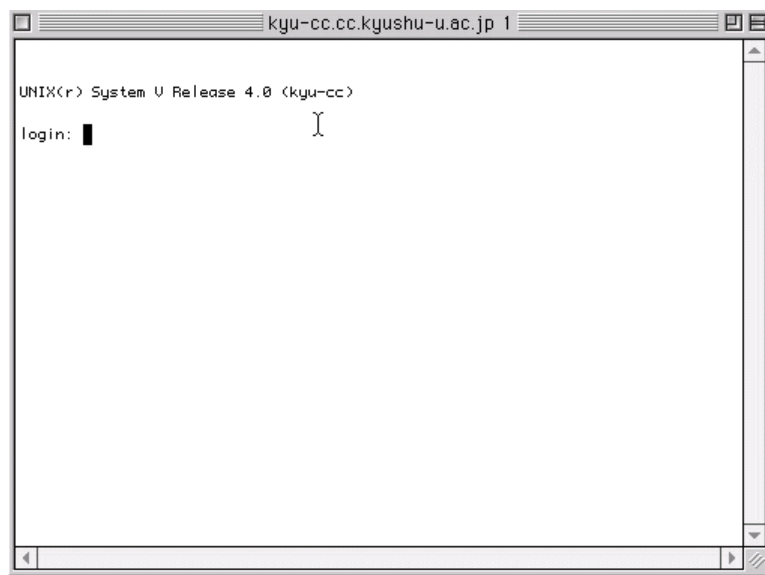 kyu-cc.cc.kyushu-u.ac.jp 1
UNIX(r) System V Release 4.0 (kyu-cc)
login: